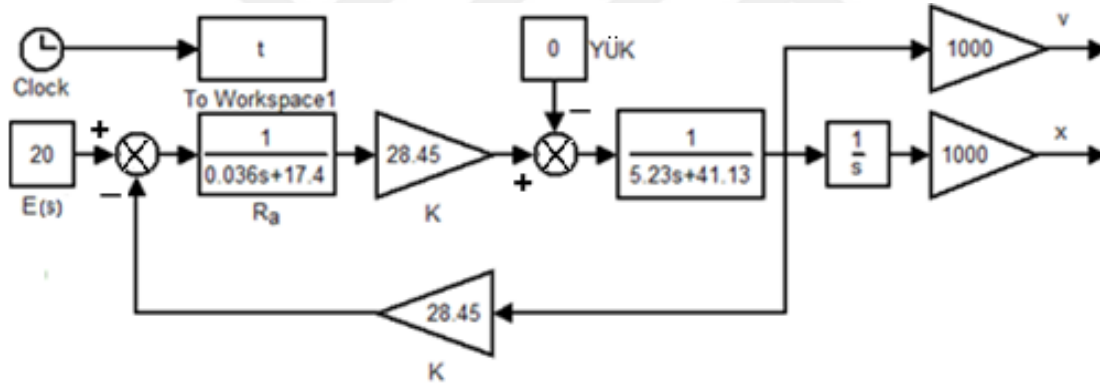 Clock
t
To Workspace1
0
YÜK
1000
v
20
E(s)
+
−
1
0.036s+17.4
Ra
28.45
K
+
−
1
5.23s+41.13
1
s
1000
x
28.45
K